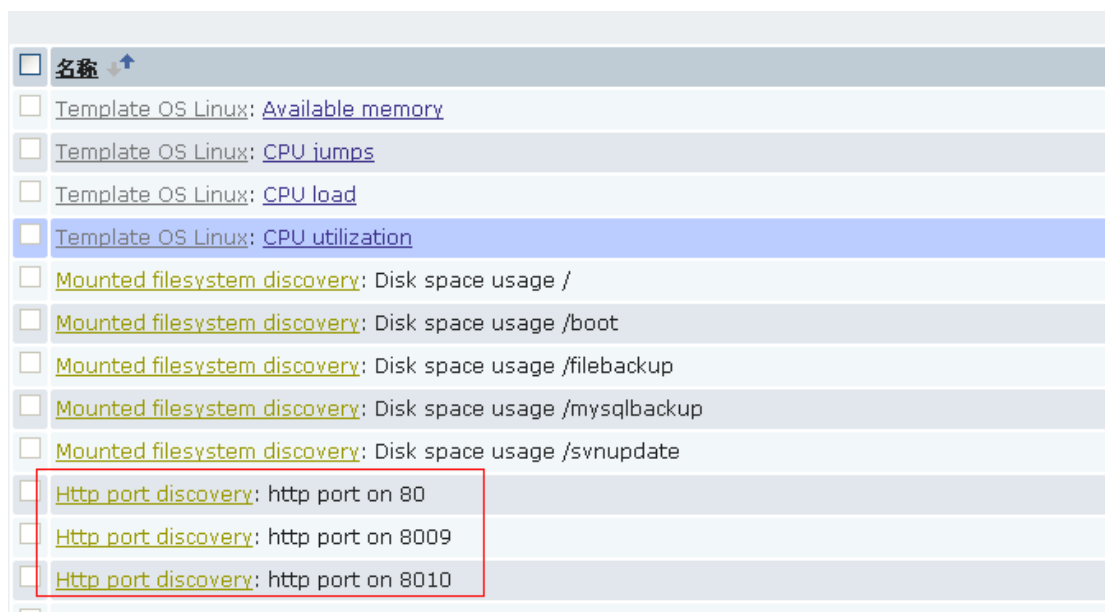 名称
Template OS Linux: Available memory
Template OS Linux: CPU jumps
Template OS Linux: CPU load
Template OS Linux: CPU utilization
Mounted filesystem discovery: Disk space usage /
Mounted filesystem discovery: Disk space usage /boot
Mounted filesystem discovery: Disk space usage /filebackup
Mounted filesystem discovery: Disk space usage /mysqlbackup
Mounted filesystem discovery: Disk space usage /svnupdate
Http port discovery: http port on 80
Http port discovery: http port on 8009
Http port discovery: http port on 8010